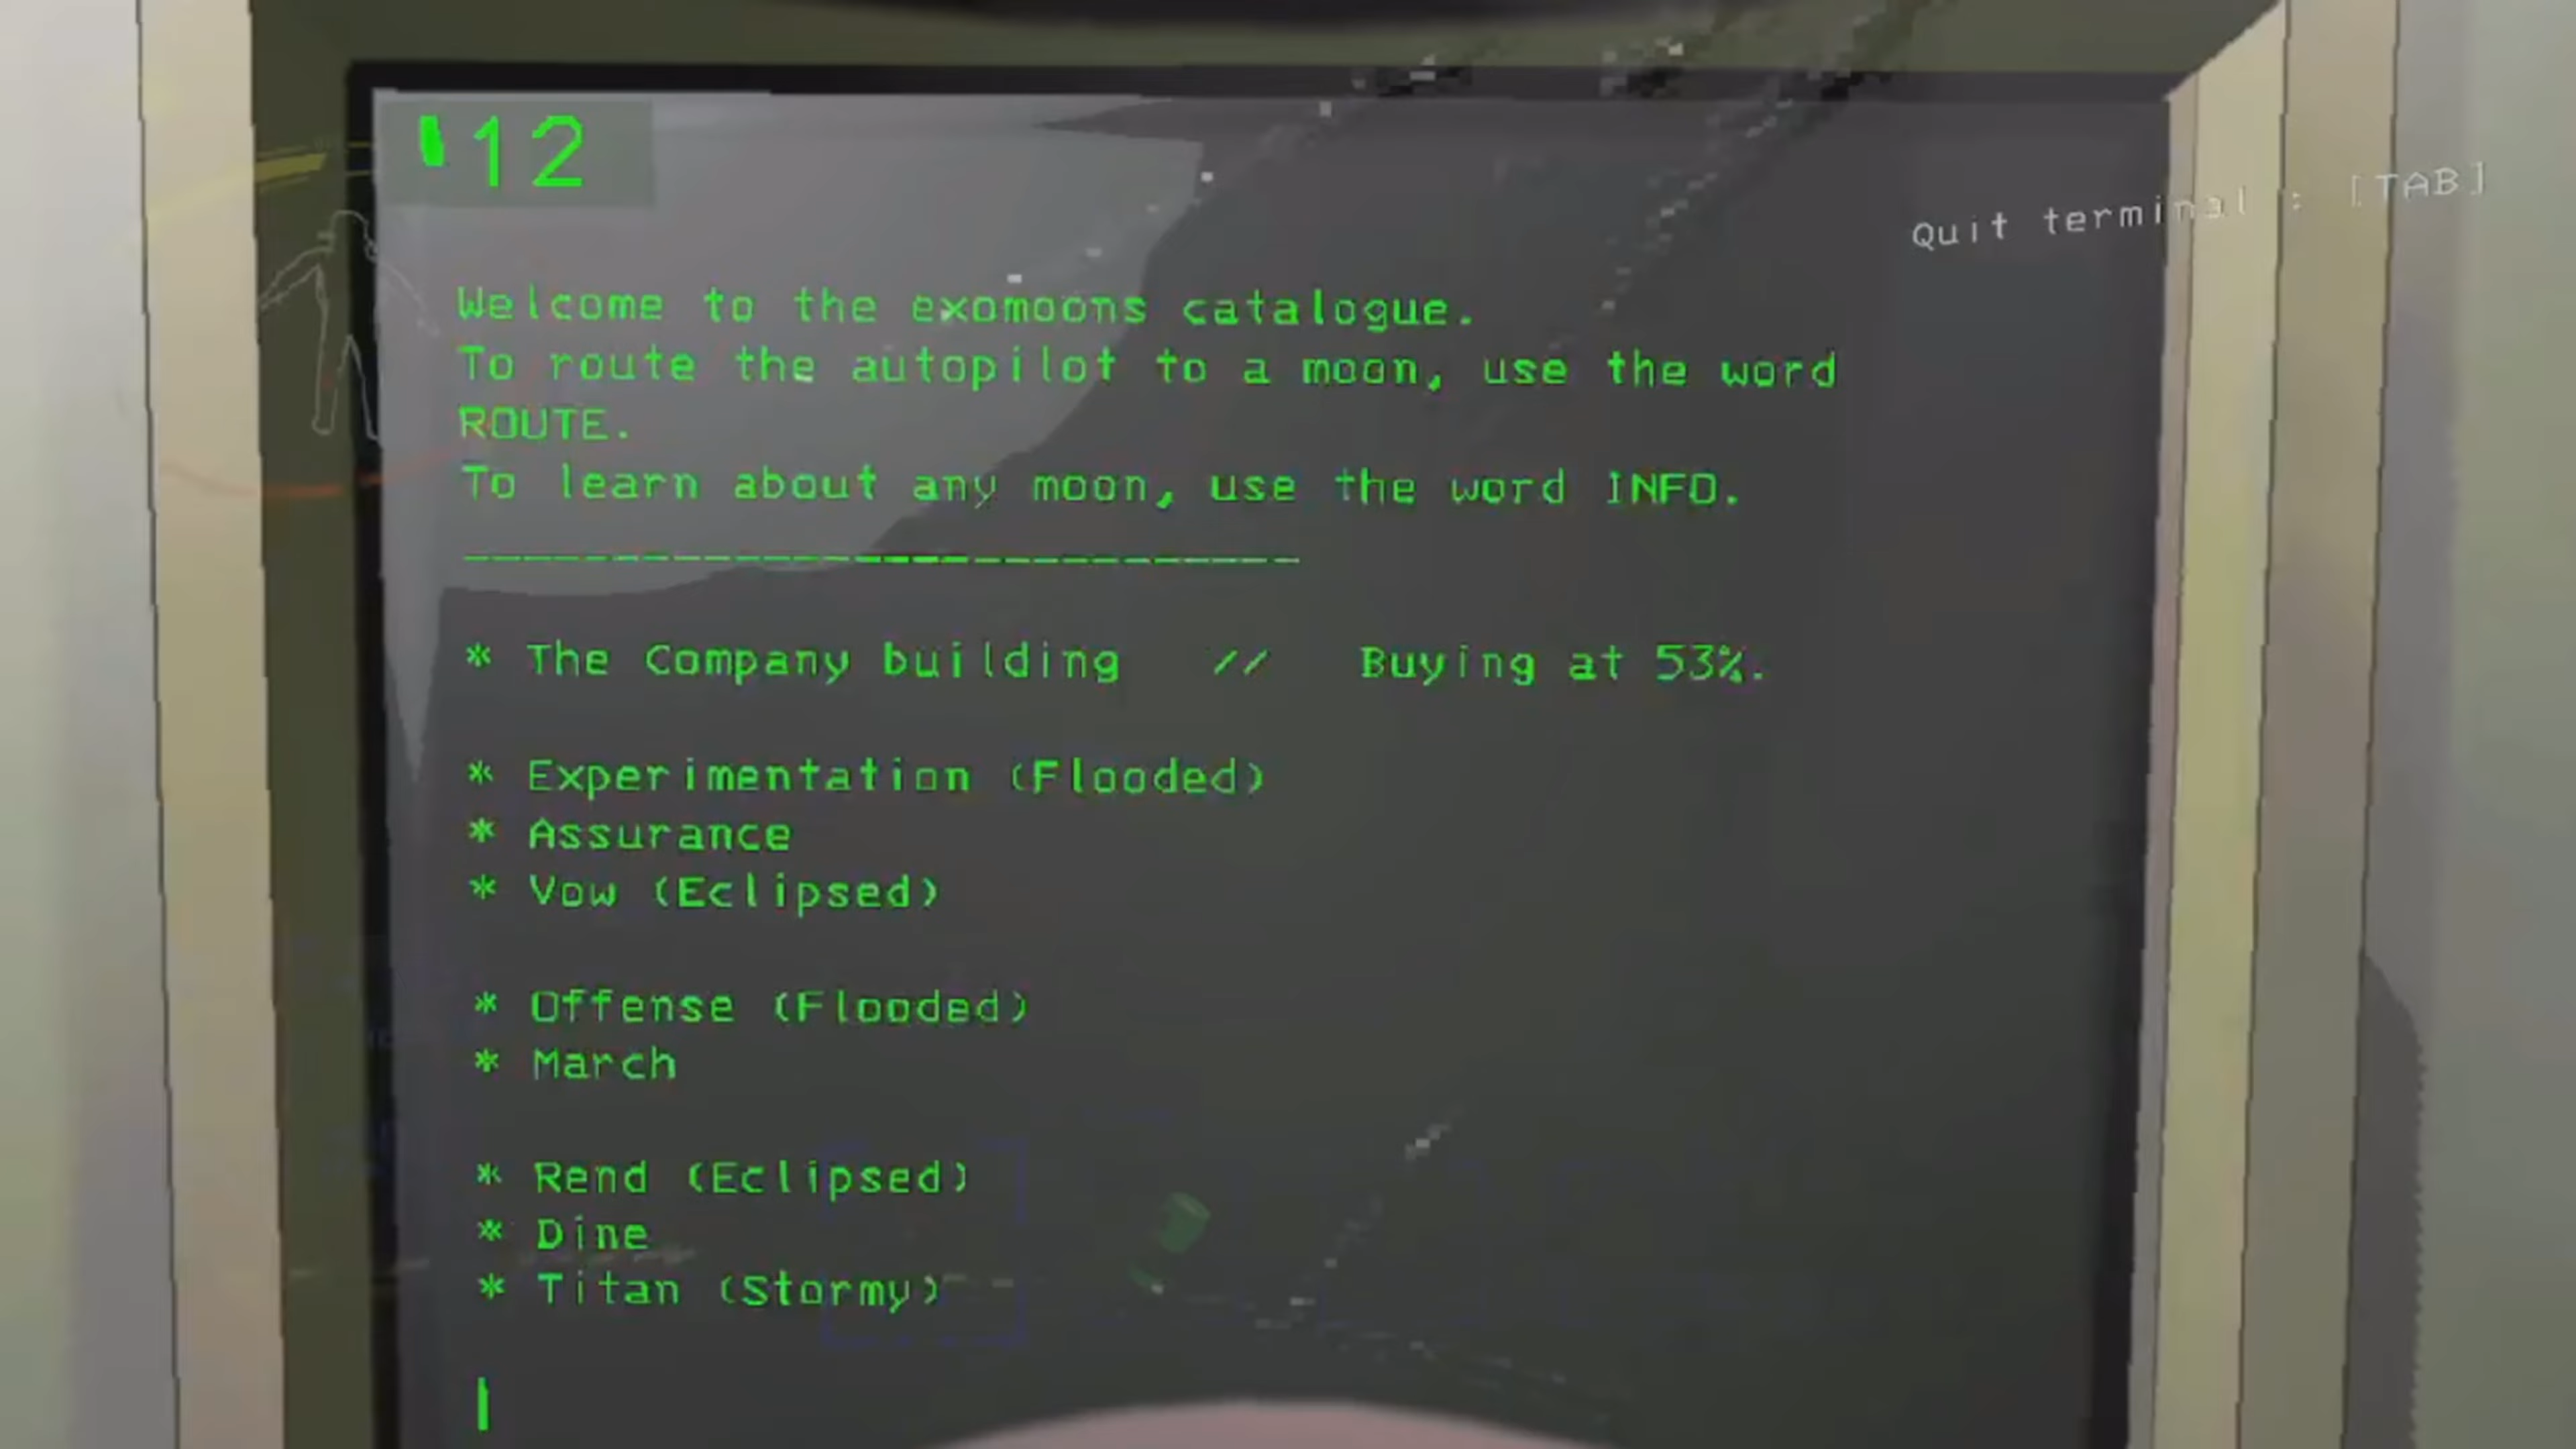 12
Quit terminal : [TAB]
Welcome to the exomoons catalogue.
To route the autopilot to a moon, use the word
ROUTE.
To learn about any moon, use the word INFO.
----------------------------
* The Company building // Buying at 53%.
* Experimentation (Flooded)
* Assurance
* Vow (Eclipsed)
* Offense (Flooded)
* March
* Rend (Eclipsed)
* Dine
* Titan (Stormy)